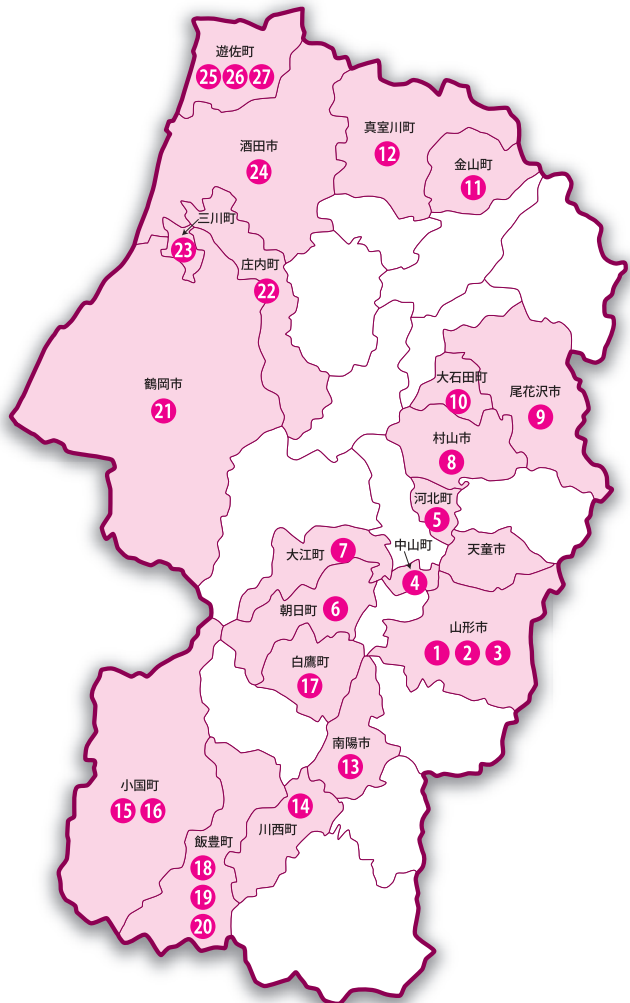 遊佐町
25 26 27
真室川町
12
酒田市
24
金山町
11
三川町
23
庄内町
22
鶴岡市
21
大石田町
10
尾花沢市
9
村山市
8
河北町
5
中山町
4
天童市
大江町 7
朝日町 6
山形市
1 2 3
白鷹町
17
南陽市
13
小国町
15 16
14
川西町
飯豊町
18
19
20